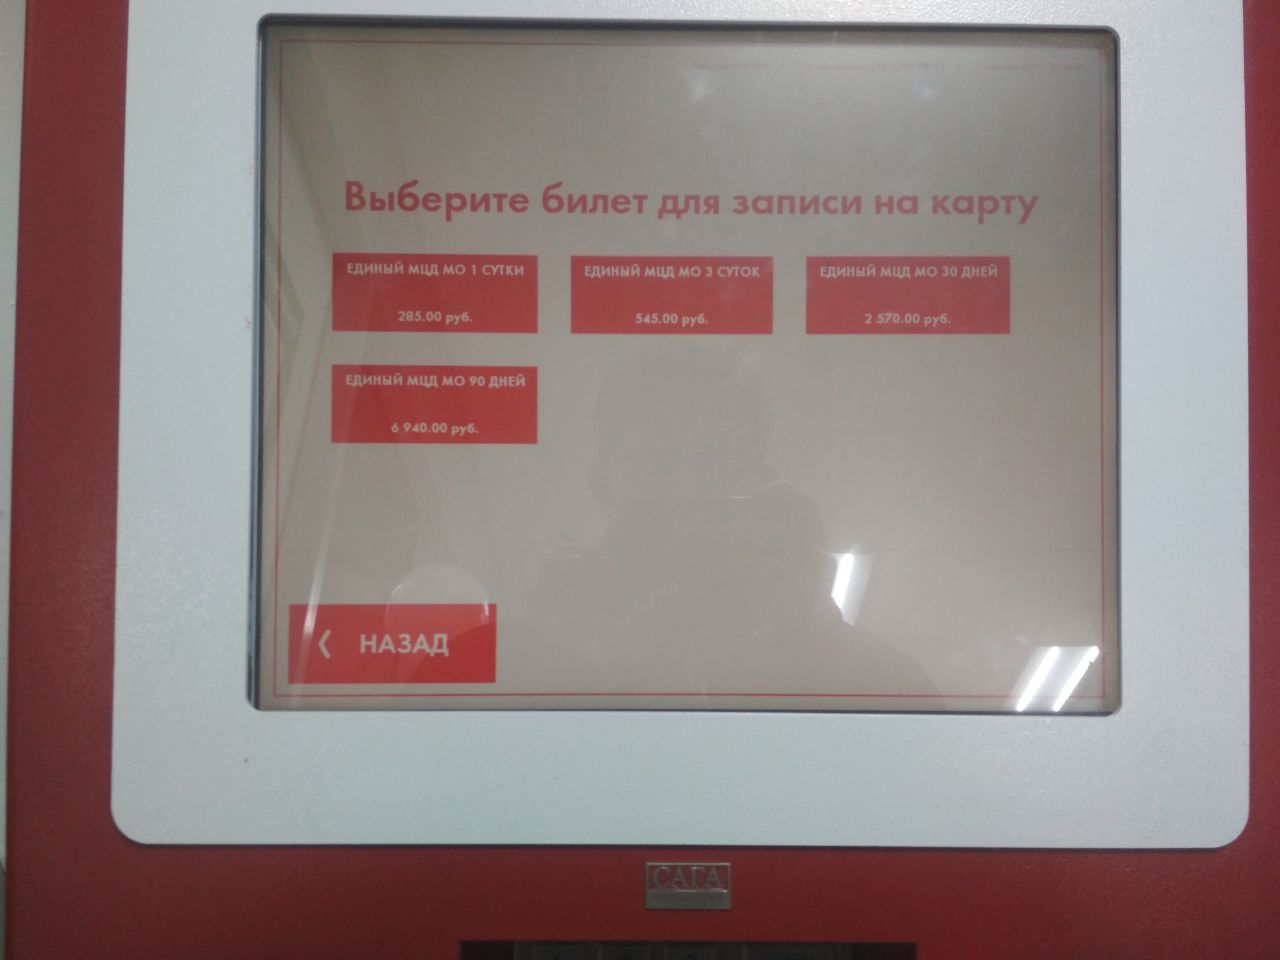 Выберите билет для записи на карту
ЕДИНЫЙ МЦД МО 1 СУТКИ
285.00 руб.
ЕДИНЫЙ МЦД МО 3 СУТОК
545.00 руб.
ЕДИНЫЙ МЦД МО 30 ДНЕЙ
2 570.00 руб.
ЕДИНЫЙ МЦД МО 90 ДНЕЙ
6 940.00 руб.
НАЗАД
САГА